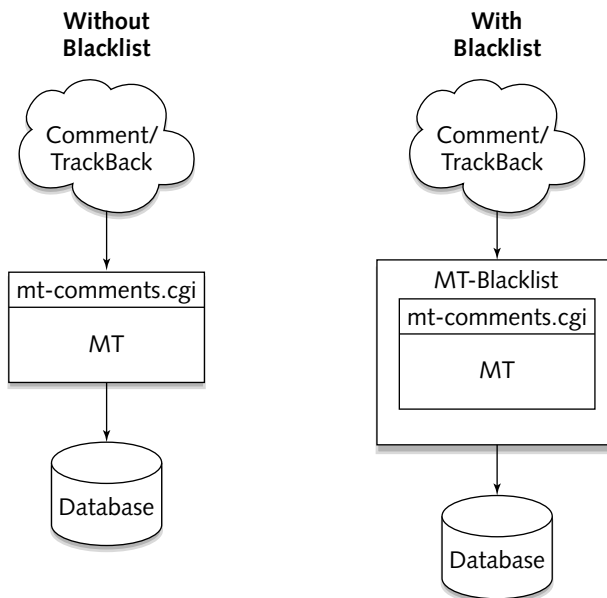 Without
Blacklist
Comment/
TrackBack
mt-comments.cgi
MT
Database
With
Blacklist
Comment/
TrackBack
MT-Blacklist
mt-comments.cgi
MT
Database